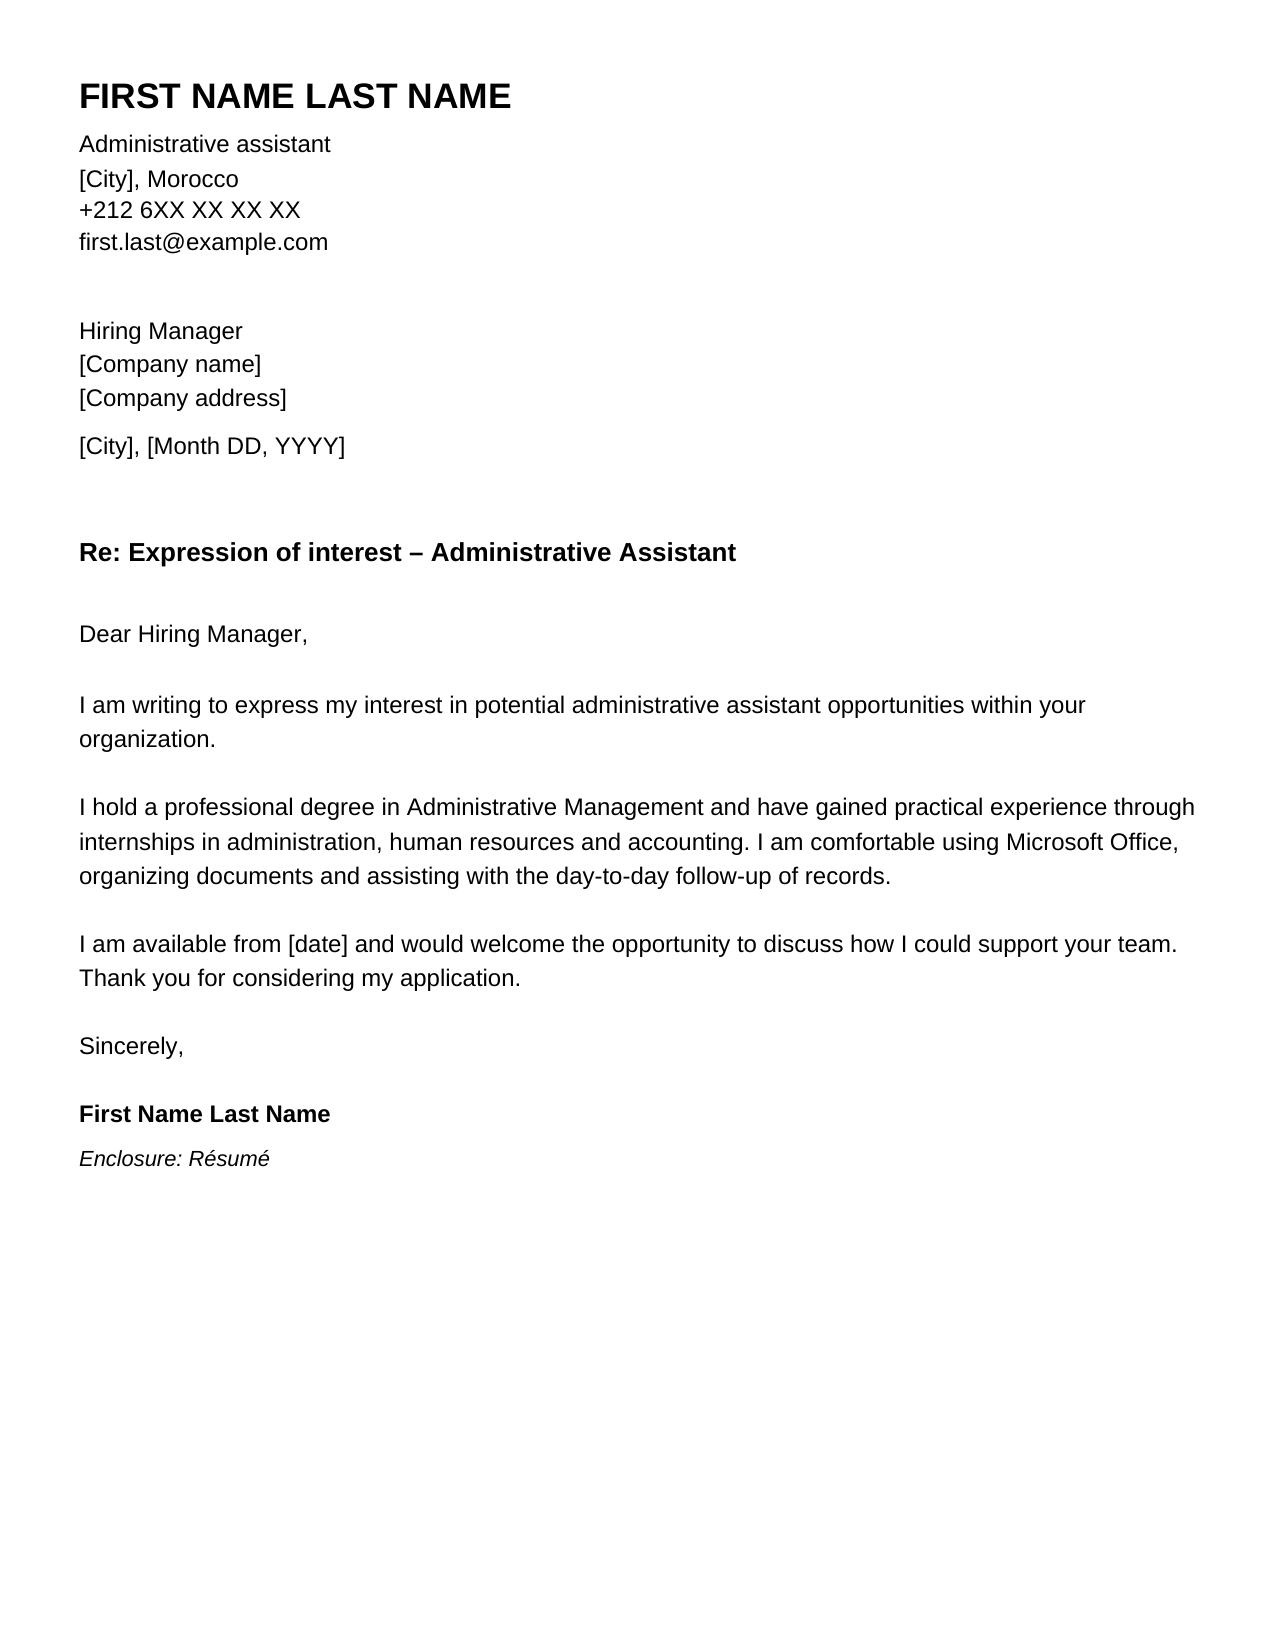 FIRST NAME LAST NAME
Administrative assistant
[City], Morocco
+212 6XX XX XX XX
first.last@example.com
Hiring Manager
[Company name]
[Company address]
[City], [Month DD, YYYY]
Re: Expression of interest – Administrative Assistant
Dear Hiring Manager,
I am writing to express my interest in potential administrative assistant opportunities within your
organization.
I hold a professional degree in Administrative Management and have gained practical experience through
internships in administration, human resources and accounting. I am comfortable using Microsoft Office,
organizing documents and assisting with the day-to-day follow-up of records.
I am available from [date] and would welcome the opportunity to discuss how I could support your team.
Thank you for considering my application.
Sincerely,
First Name Last Name
Enclosure: Résumé